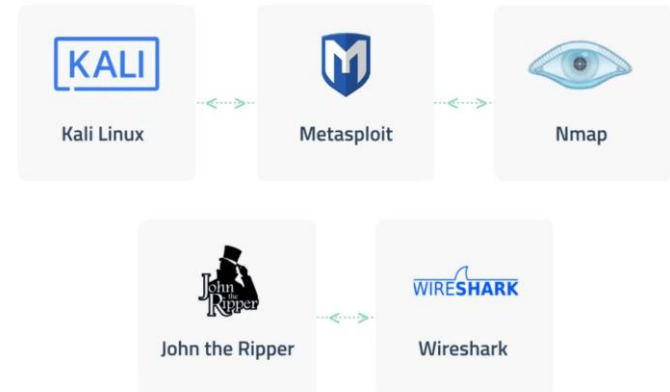 KALI
Kali Linux
M
Metasploit
Nmap
John
the
Ripper
John the Ripper
WIRESHARK
Wireshark